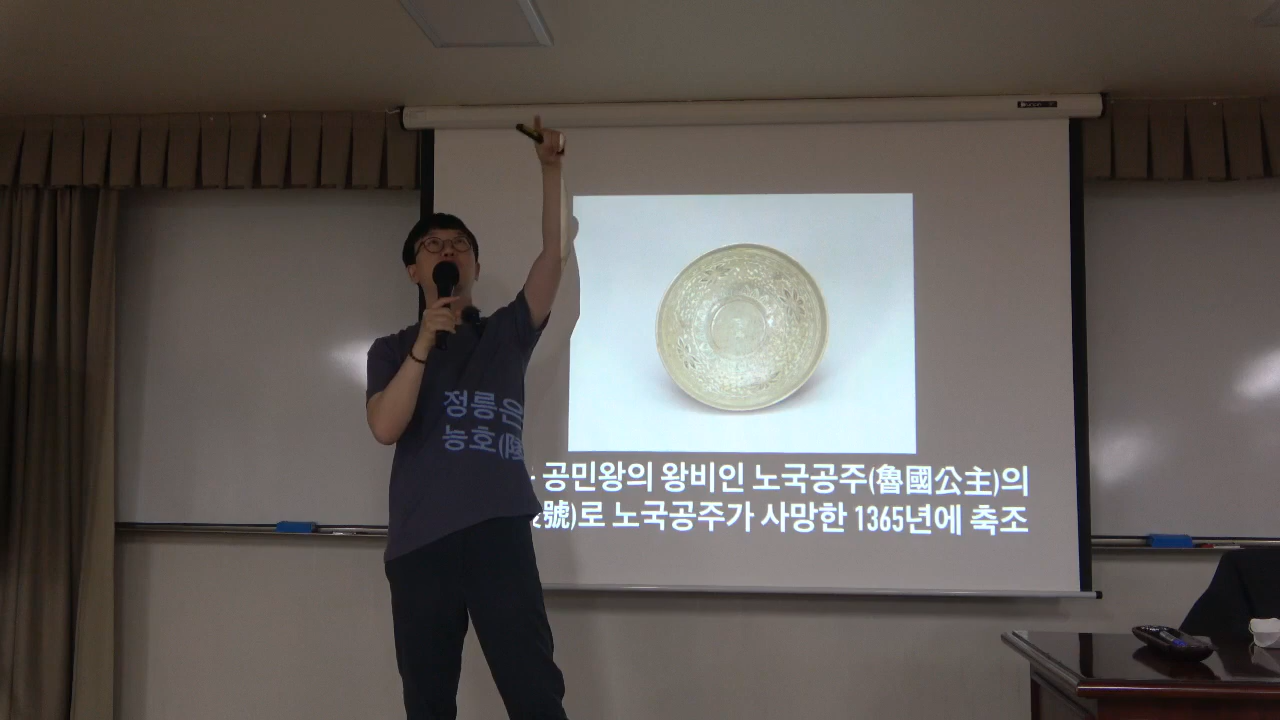 정릉은 공민왕의 왕비인 노국공주(魯國公主)의
능호(陵號)로 노국공주가 사망한 1365년에 축조